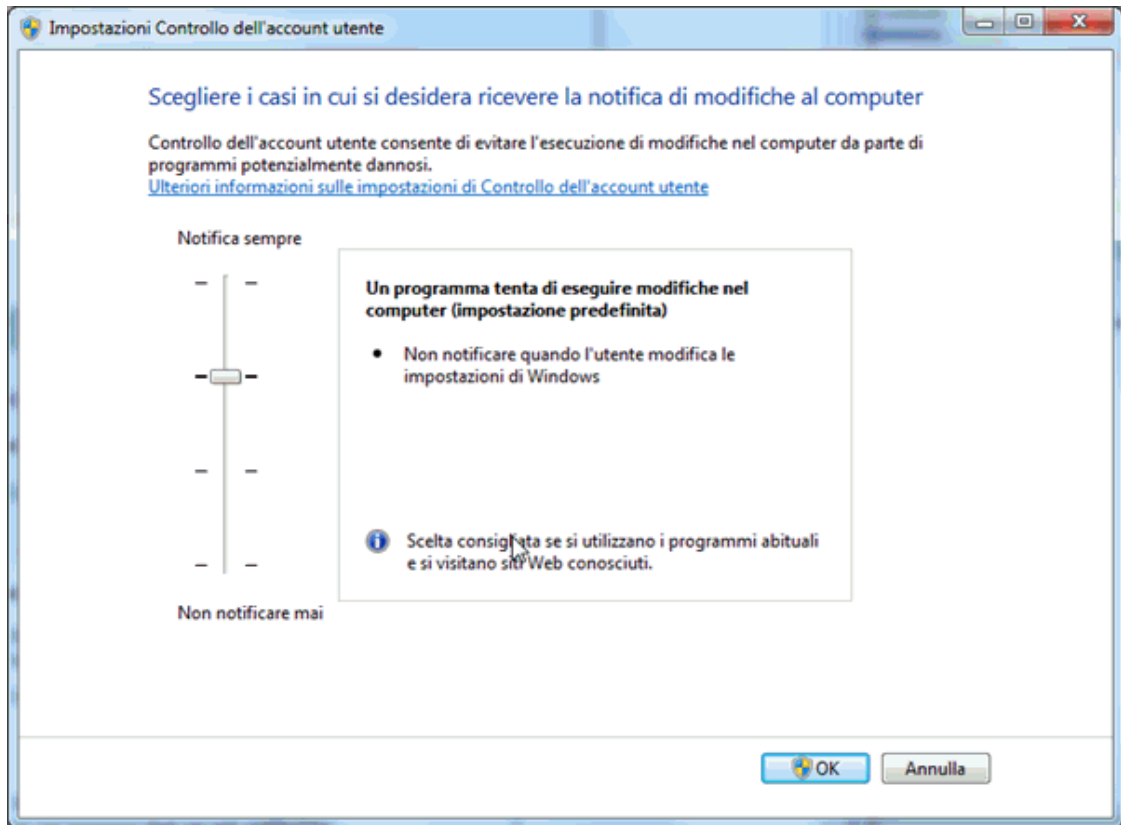 Impostazioni Controllo dell'account utente
Scegliere i casi in cui si desidera ricevere la notifica di modifiche al computer
Controllo dell'account utente consente di evitare l'esecuzione di modifiche nel computer da parte di
programmi potenzialmente dannosi.
Ulteriori informazioni sulle impostazioni di Controllo dell'account utente
Notifica sempre
Un programma tenta di eseguire modifiche nel
computer (impostazione predefinita)
• Non notificare quando l'utente modifica le
impostazioni di Windows
Scelta consigliata se si utilizzano i programmi abituali
e si visitano siti Web conosciuti.
Non notificare mai
OK
Annulla